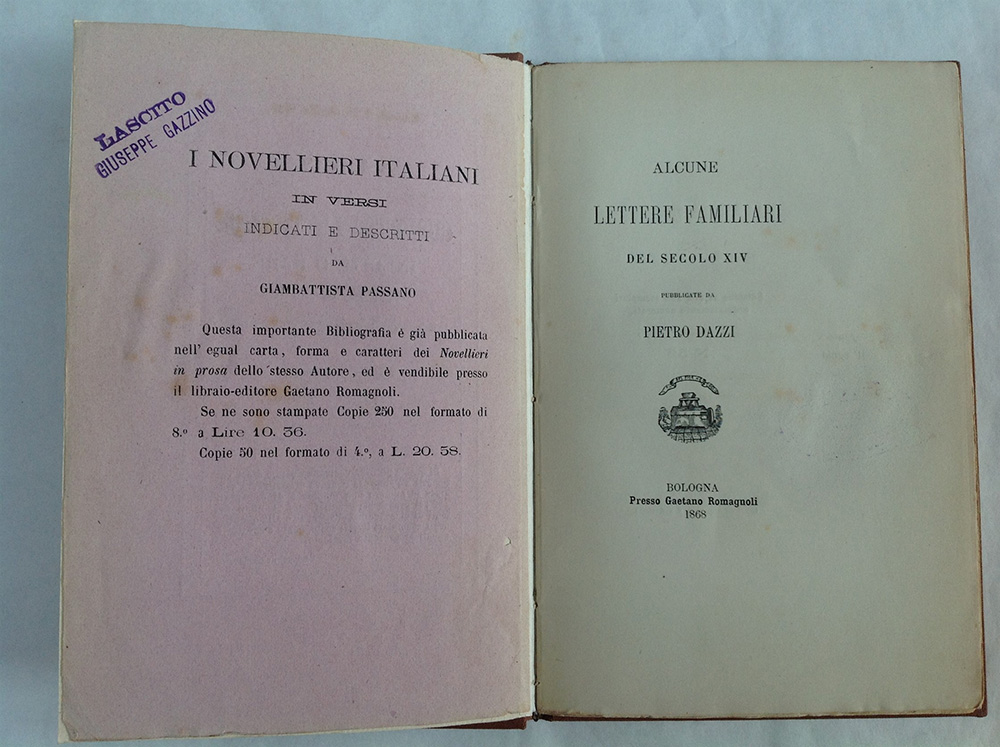 LASCITO
GIUSEPPE GAZZINO
I NOVELLIERI ITALIANI
IN VERSI
INDICATI E DESCRITTI
DA
GIAMBATTISTA PASSANO
Questa importante Bibliografia é già pubblicata
nell' egual carta, forma e caratteri dei Novellieri
in prosa dello stesso Autore, ed é vendibile presso
il libraio-editore Gaetano Romagnoli.
Se ne sono stampate Copie 250 nel formato di
8.º a Lire 10. 36.
Copie 50 nel formato di 4.º, a L. 20. 58.
ALCUNE
LETTERE FAMILIARI
DEL SECOLO XIV
PUBBLICATE DA
PIETRO DAZZI
BOLOGNA
Presso Gaetano Romagnoli
1868